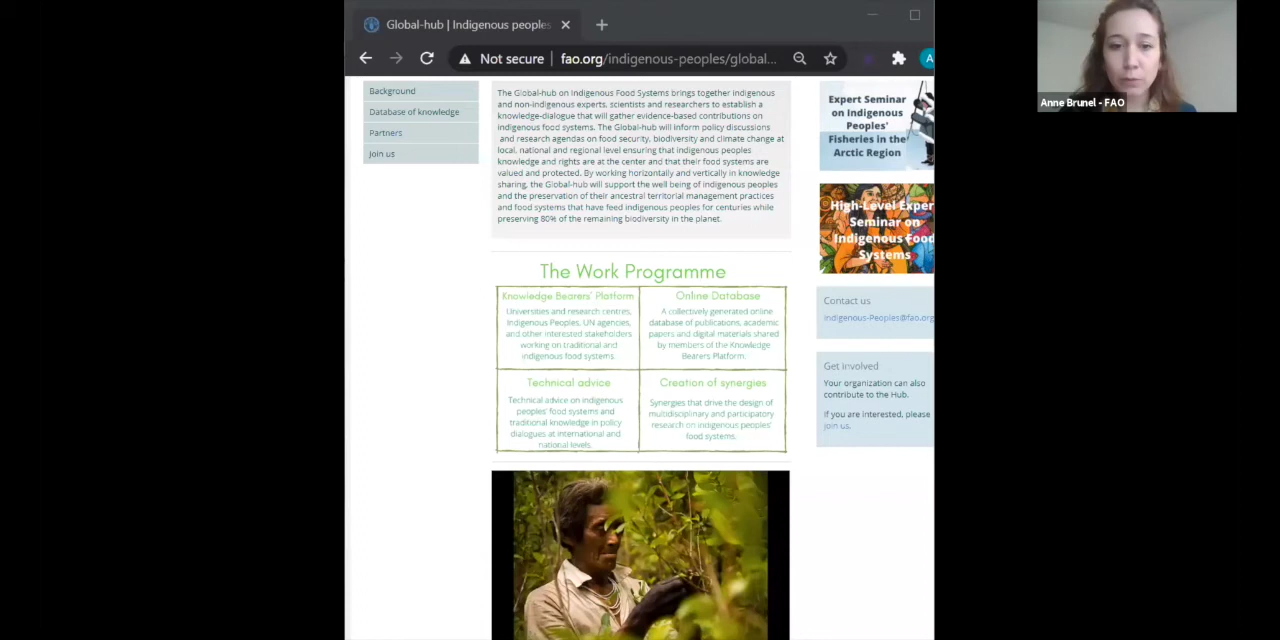 Global-hub | Indigenous peoples
Not secure | fao.org/indigenous-peoples/global...
A
Anne Brunel - FAO
Background
Database of knowledge
Partners
Join us
The Global-hub on Indigenous Food Systems brings together indigenous
and non-indigenous experts, scientists and researchers to establish a
knowledge-dialogue that will gather evidence-based contributions on
indigenous food systems. The Global-hub will inform policy discussions
and research agendas on food security, biodiversity and climate change at
local, national and regional level ensuring that indigenous peoples
knowledge and rights are at the center and that their food systems are
valued and protected. By working horizontally and vertically in knowledge
sharing, the Global-hub will support the well being of indigenous peoples
and the preservation of their ancestral territorial management practices
and food systems that have feed indigenous peoples for centuries while
preserving 80% of the remaining biodiversity in the planet.
The Work Programme
Knowledge Bearers' Platform
Universities and research centres,
Indigenous Peoples, UN agencies,
and other interested stakeholders
working on traditional and
indigenous food systems.
Online Database
A collectively generated online
database of publications, academic
papers and digital materials shared
by members of the Knowledge
Bearers Platform.
Technical advice
Technical advice on indigenous
peoples' food systems and
traditional knowledge in policy
dialogues at international and
national levels.
Creation of synergies
Synergies that drive the design of
multidisciplinary and participatory
research on indigenous peoples'
food systems.
Expert Seminar
on Indigenous
Peoples'
Fisheries in the
Arctic Region
High-Level Exper
Seminar on
Indigenous Food
Systems
Contact us
Indigenous-Peoples@fao.org
Get involved
Your organization can also
contribute to the Hub.
If you are interested, please
join us.